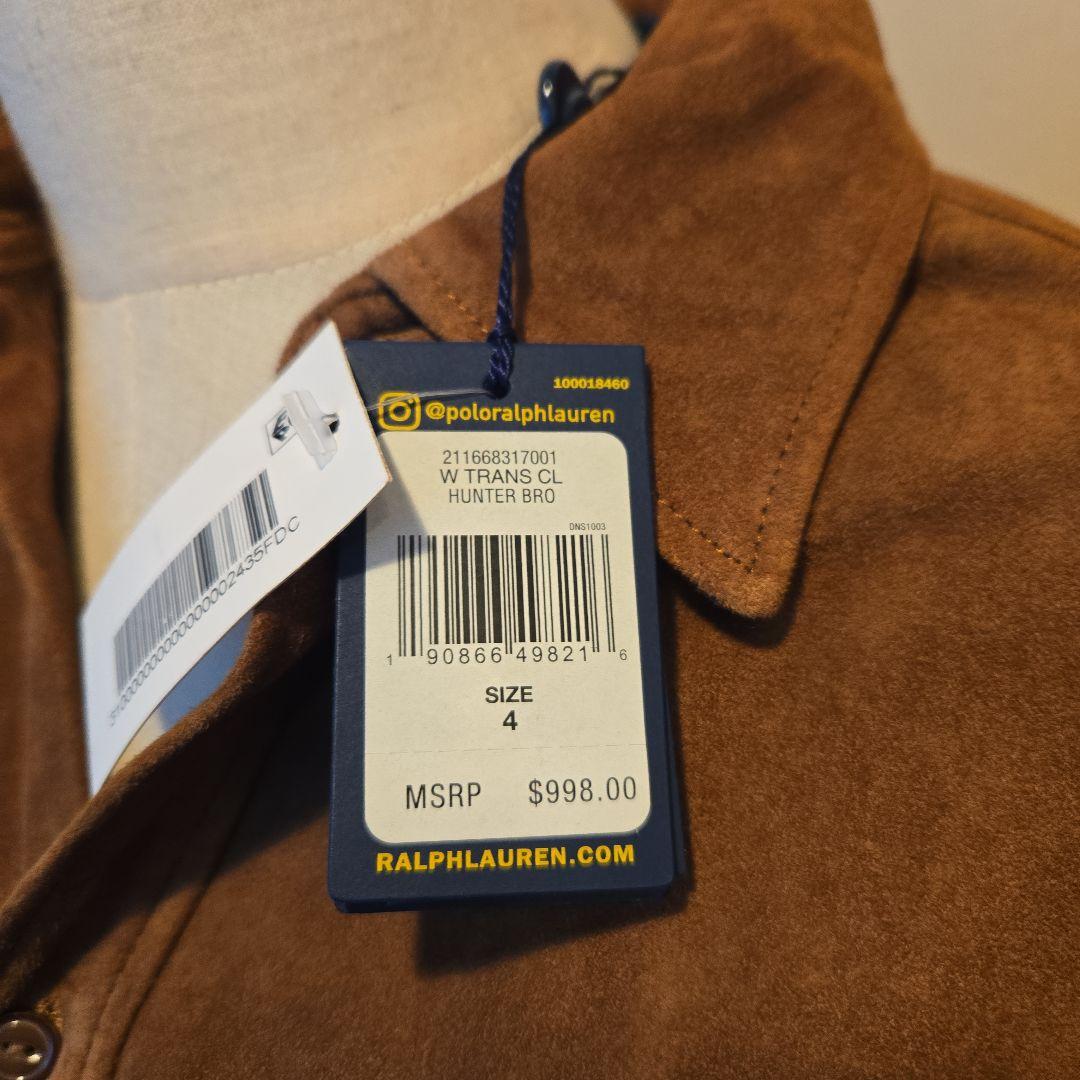 100018460
@poloralphlauren
211668317001
W TRANS CL
HUNTER BRO
DNS1003
1 90866 49821 6
SIZE
4
MSRP $998.00
RALPHLAUREN.COM